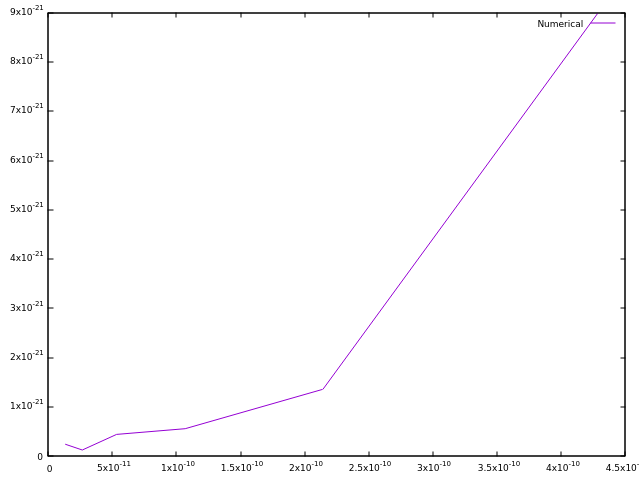 9x10⁻²¹
Numerical
8x10⁻²¹
7x10⁻²¹
6x10⁻²¹
5x10⁻²¹
4x10⁻²¹
3x10⁻²¹
2x10⁻²¹
1x10⁻²¹
0
0 5x10⁻¹¹ 1x10⁻¹⁰ 1.5x10⁻¹⁰ 2x10⁻¹⁰ 2.5x10⁻¹⁰ 3x10⁻¹⁰ 3.5x10⁻¹⁰ 4x10⁻¹⁰ 4.5x10⁻